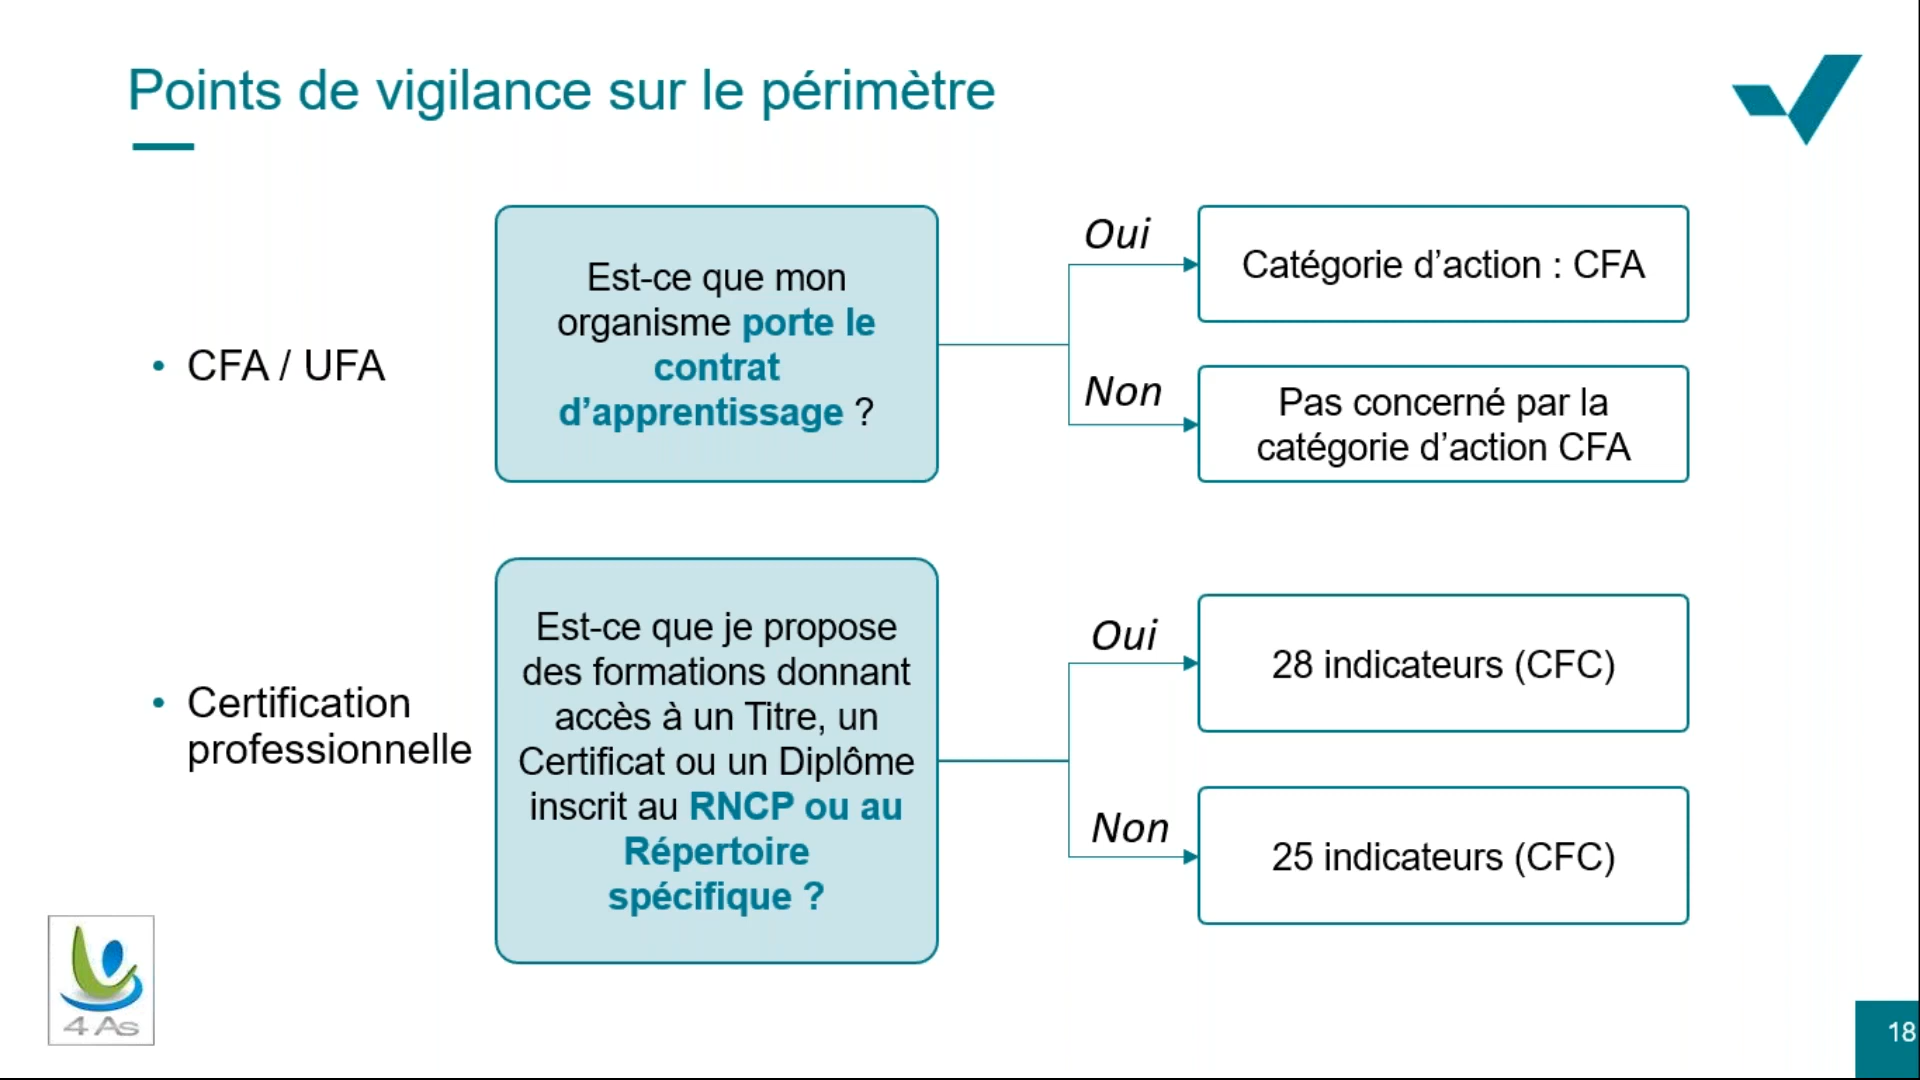 Points de vigilance sur le périmètre
• CFA / UFA
Est-ce que mon
organisme porte le
contrat
d’apprentissage ?
Oui
Catégorie d’action : CFA
Non
Pas concerné par la
catégorie d’action CFA
• Certification
professionnelle
Est-ce que je propose
des formations donnant
accès à un Titre, un
Certificat ou un Diplôme
inscrit au RNCP ou au
Répertoire
spécifique ?
Oui
28 indicateurs (CFC)
Non
25 indicateurs (CFC)
4 As
18